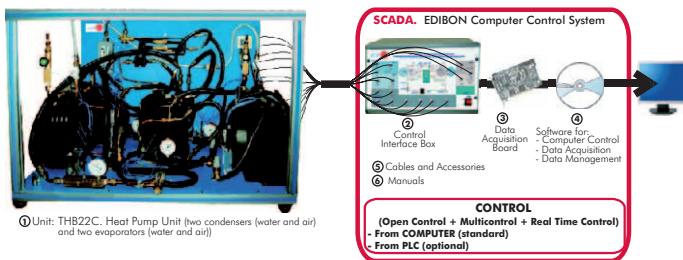 SCADA. EDIBON Computer Control System
② Control
Interface Box
③ Data
Acquisition
Board
④ Software for:
- Computer Control
- Data Acquisition
- Data Management
⑤ Cables and Accessories
⑥ Manuals
① Unit: THB22C. Heat Pump Unit (two condensers (water and air)
and two evaporators (water and air))
CONTROL
(Open Control + Multicontrol + Real Time Control)
- From COMPUTER (standard)
- From PLC (optional)